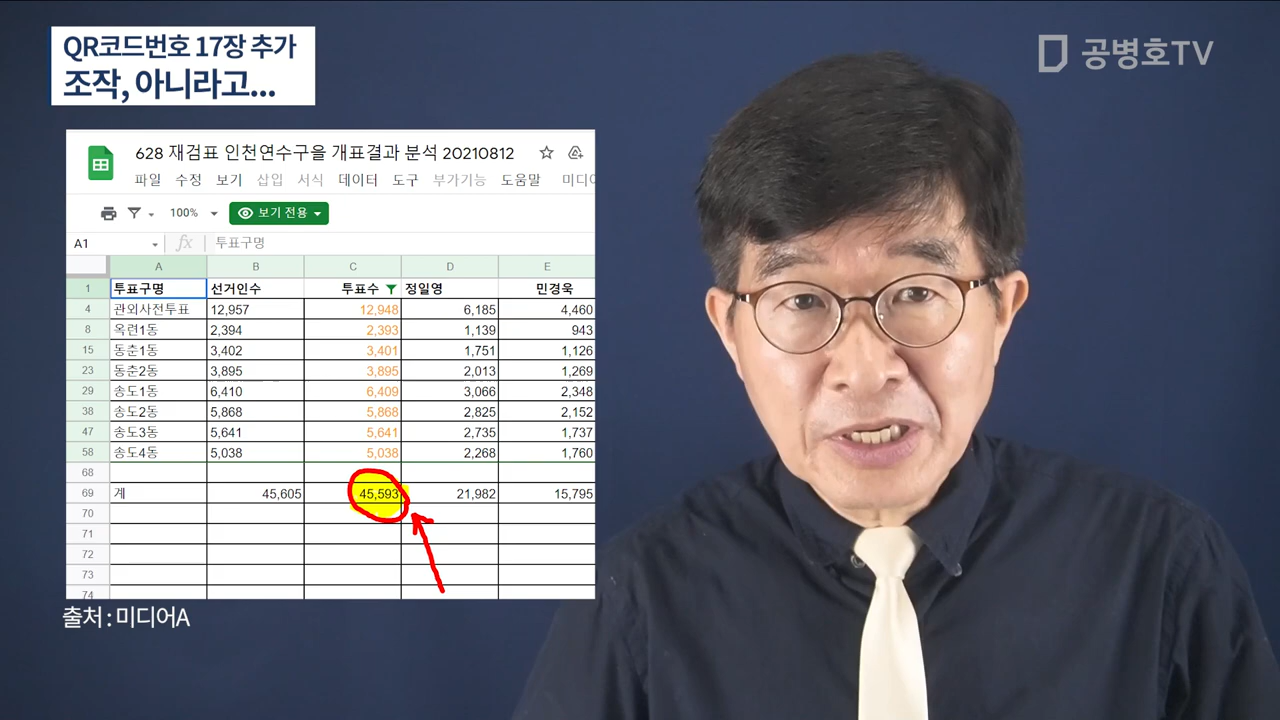 QR코드번호 17장 추가
조작, 아니라고...
공병호TV
628 재검표 인천연수구을 개표결과 분석 20210812
파일 수정 보기 삽입 서식 데이터 도구 부가기능 도움말 미디
100% 보기 전용
A1 fx 투표구명
A B C D E
1 투표구명 선거인수 투표수 정일영 민경욱
4 관외사전투표 12,957 12,948 6,185 4,460
8 옥련1동 2,394 2,393 1,139 943
15 동춘1동 3,402 3,401 1,751 1,126
23 동춘2동 3,895 3,895 2,013 1,269
29 송도1동 6,410 6,409 3,066 2,348
38 송도2동 5,868 5,868 2,825 2,152
47 송도3동 5,641 5,641 2,735 1,737
58 송도4동 5,038 5,038 2,268 1,760
68
69 계 45,605 45,593 21,982 15,795
70
71
72
73
74
출처 : 미디어A